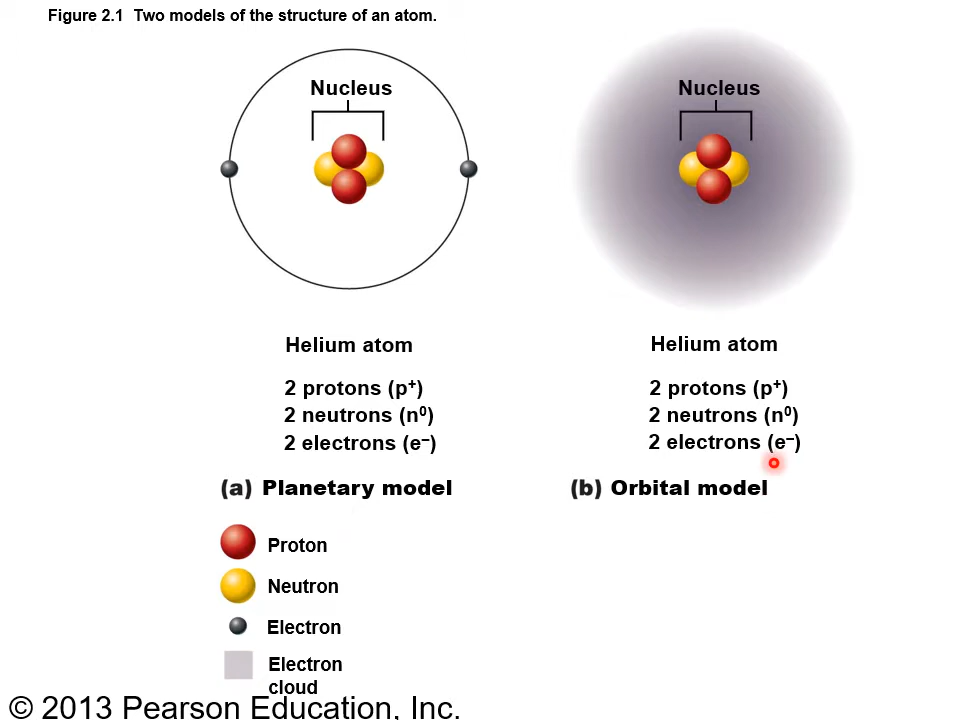 Figure 2.1 Two models of the structure of an atom.
Nucleus
Nucleus
Helium atom
2 protons (p⁺)
2 neutrons (n⁰)
2 electrons (e⁻)
(a) Planetary model
Helium atom
2 protons (p⁺)
2 neutrons (n⁰)
2 electrons (e⁻)
(b) Orbital model
Proton
Neutron
Electron
Electron
cloud
© 2013 Pearson Education, Inc.